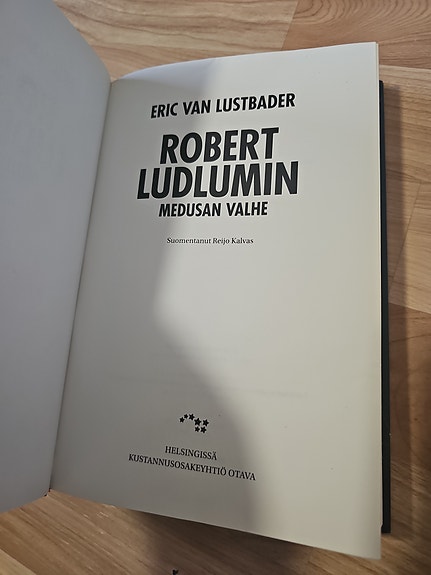 ERIC VAN LUSTBADER
ROBERT
LUDLUMIN
MEDUSAN VALHE
Suomentanut Reijo Kalvas
HELSINGISSÄ
KUSTANNUSOSAKEYHTIÖ OTAVA